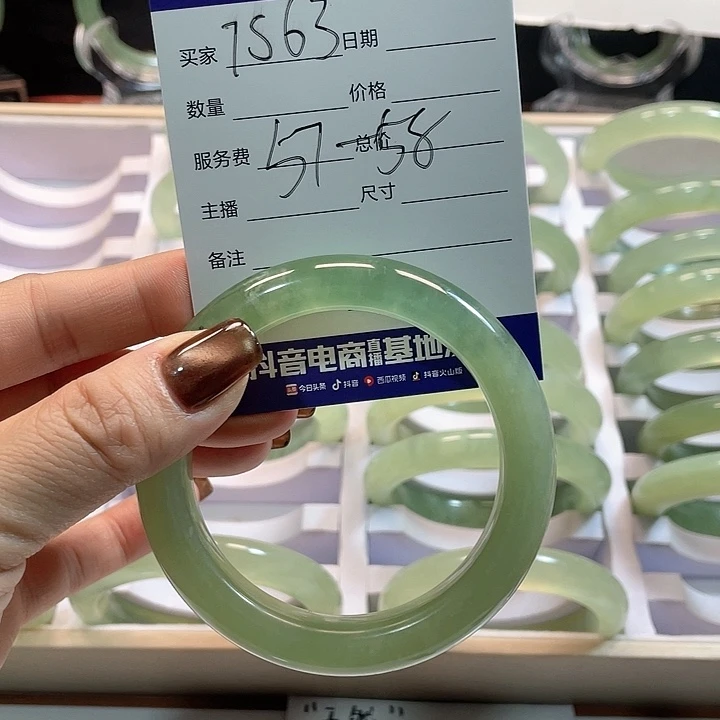 买家 7563 日期
数量 价格
服务费 57-58 总价
主播 尺寸
备注
抖音电商直播基地
今日头条 抖音 西瓜视频 抖音火山版